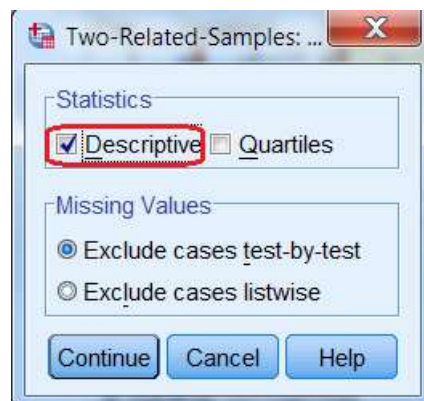 Two-Related-Samples: ...
Statistics
Descriptive Quartiles
Missing Values
Exclude cases test-by-test
Exclude cases listwise
Continue Cancel Help